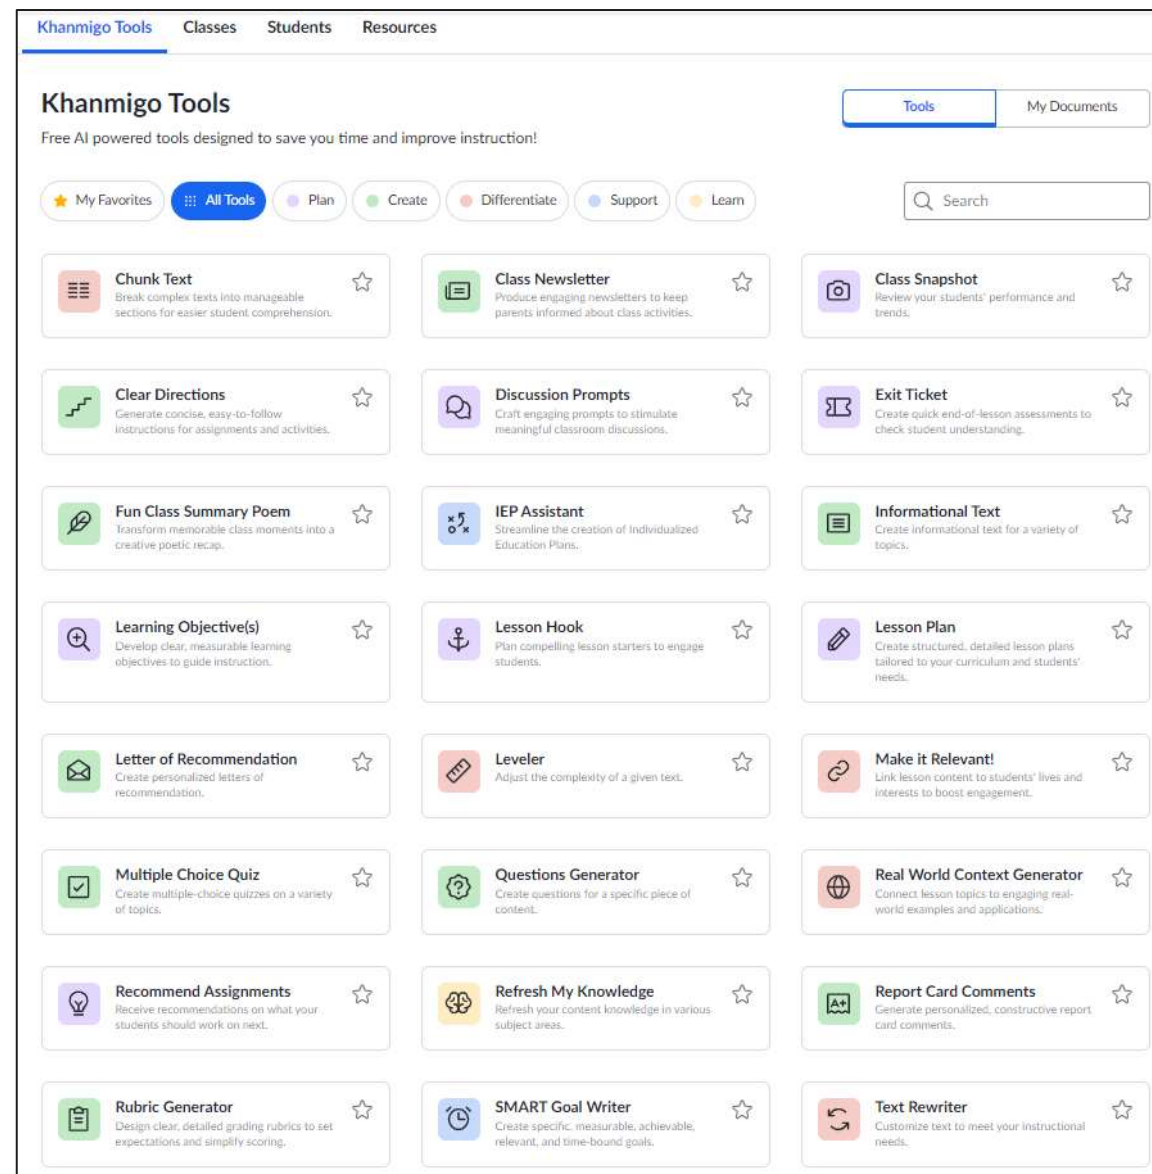 Khanmigo Tools Classes Students Resources
Khanmigo Tools
Tools My Documents
Free AI powered tools designed to save you time and improve instruction!
My Favorites All Tools Plan Create Differentiate Support Learn Search
Chunk Text
Break complex texts into manageable
sections for easier student comprehension.
Class Newsletter
Produce engaging newsletters to keep
parents informed about class activities.
Class Snapshot
Review your students' performance and
trends.
Clear Directions
Generate concise, easy-to-follow
instructions for assignments and activities.
Discussion Prompts
Craft engaging prompts to stimulate
meaningful classroom discussions.
Exit Ticket
Create quick end-of-lesson assessments to
check student understanding.
Fun Class Summary Poem
Transform memorable class moments into a
creative poetic recap.
IEP Assistant
Streamline the creation of Individualized
Education Plans.
Informational Text
Create informational text for a variety of
topics.
Learning Objective(s)
Develop clear, measurable learning
objectives to guide instruction.
Lesson Hook
Plan compelling lesson starters to engage
students.
Lesson Plan
Create structured, detailed lesson plans
tailored to your curriculum and students'
needs.
Letter of Recommendation
Create personalized letters of
recommendation.
Leveler
Adjust the complexity of a given text.
Make it Relevant!
Link lesson content to students' lives and
interests to boost engagement.
Multiple Choice Quiz
Create multiple-choice quizzes on a variety
of topics.
Questions Generator
Create questions for a specific piece of
content.
Real World Context Generator
Connect lesson topics to engaging real-
world examples and applications.
Recommend Assignments
Receive recommendations on what your
students should work on next.
Refresh My Knowledge
Refresh your content knowledge in various
subject areas.
Report Card Comments
Generate personalized, constructive report
card comments.
A+
Rubric Generator
Design clear, detailed grading rubrics to set
expectations and simplify scoring.
SMART Goal Writer
Create specific, measurable, achievable,
relevant, and time-bound goals.
Text Rewriter
Customize text to meet your instructional
needs.